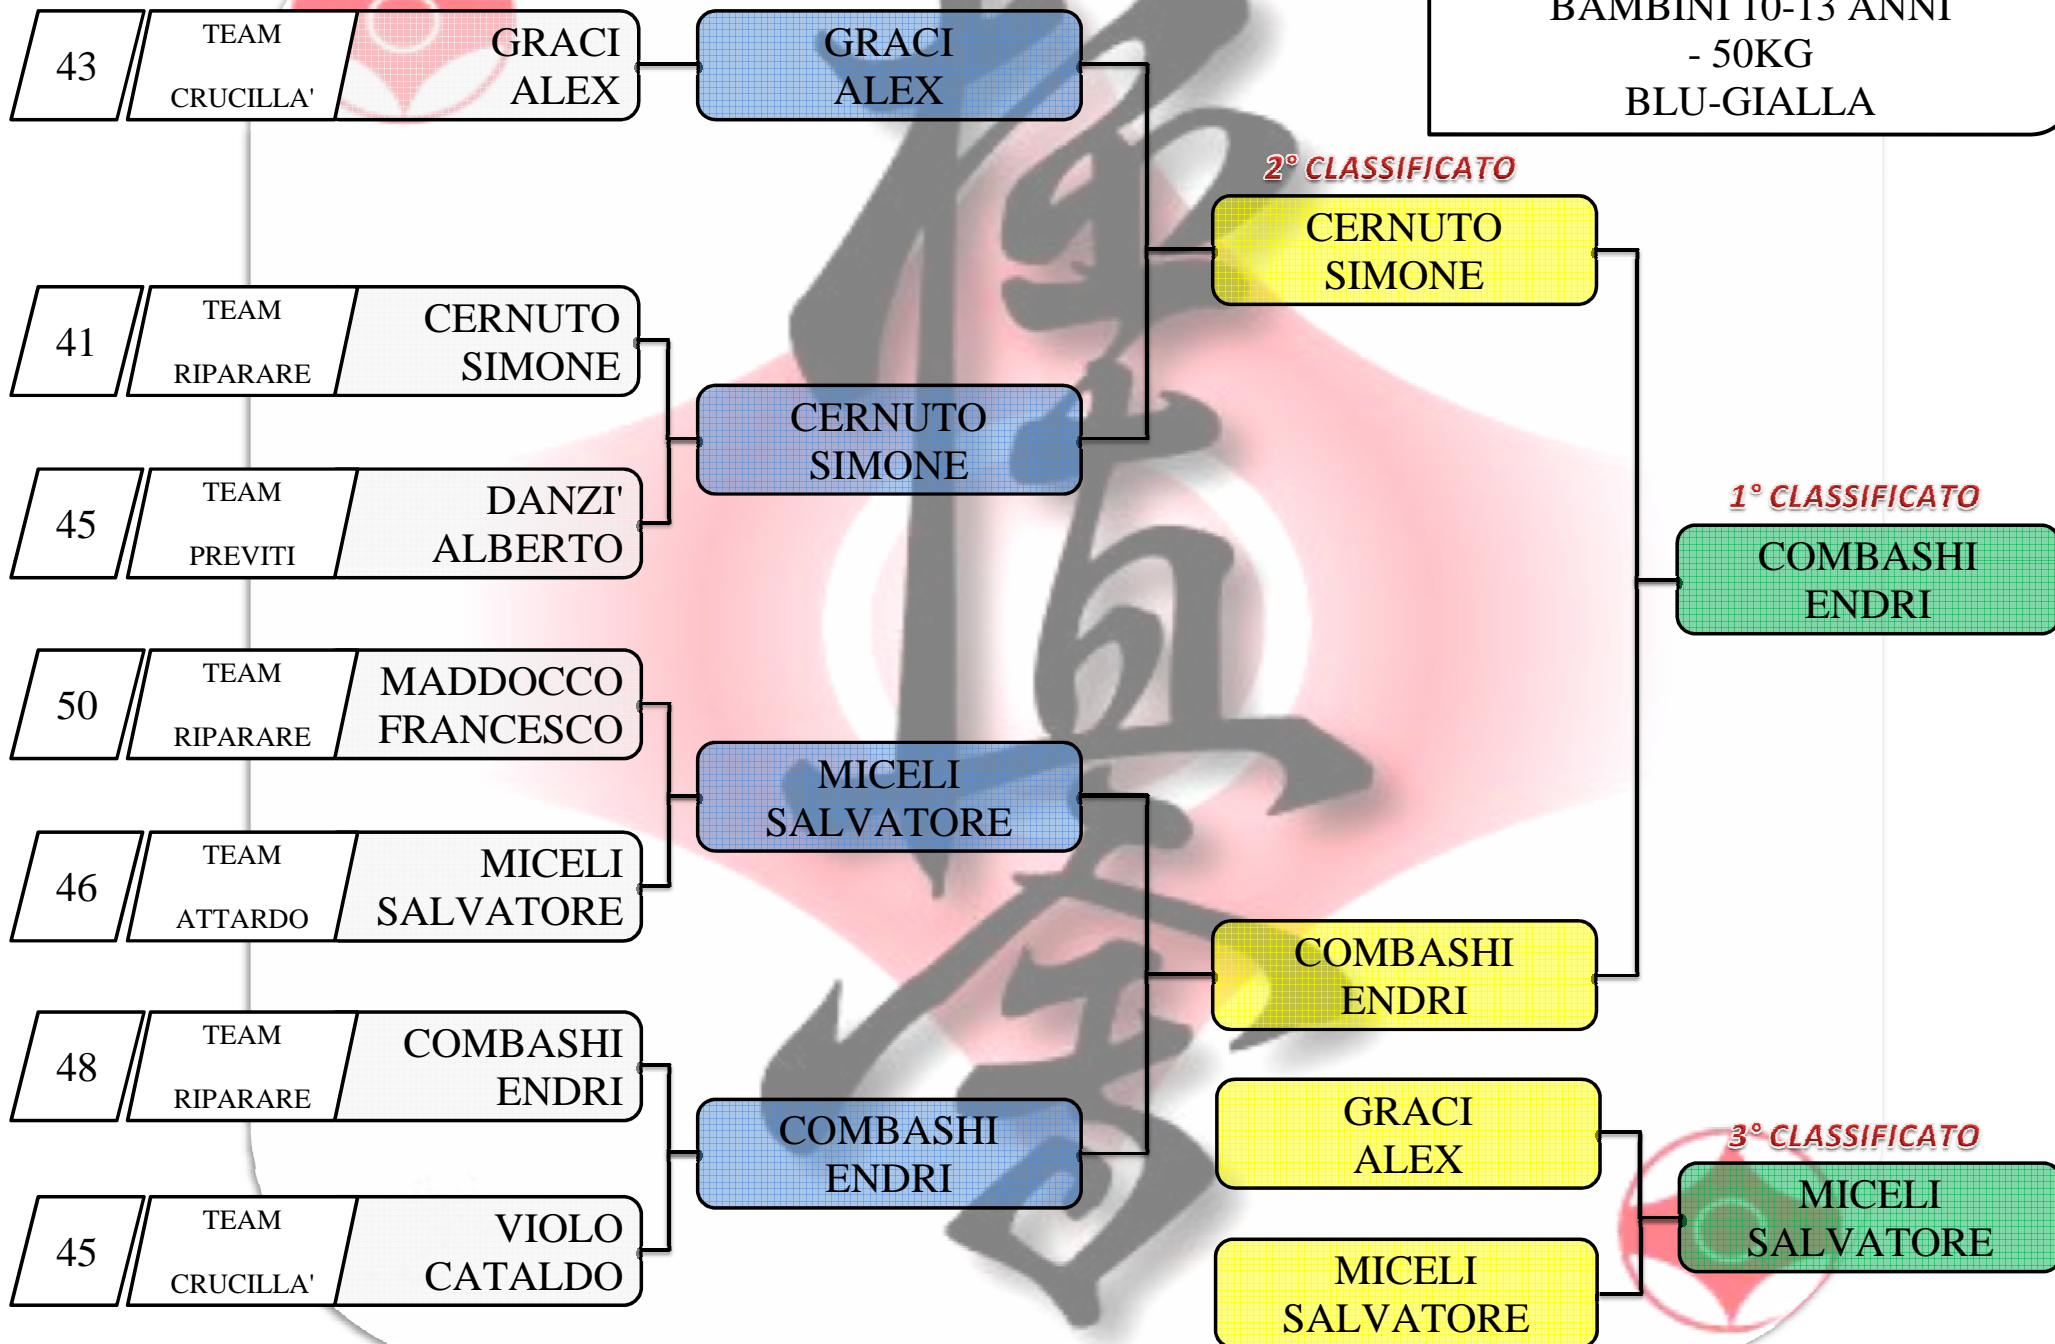 BAMBINI 10-13 ANNI
- 50KG
BLU-GIALLA
43
TEAM
CRUCILLA'
GRACI
ALEX
GRACI
ALEX
2° CLASSIFICATO
CERNUTO
SIMONE
41
TEAM
RIPARARE
CERNUTO
SIMONE
CERNUTO
SIMONE
45
TEAM
PREVITI
DANZI'
ALBERTO
1° CLASSIFICATO
COMBASHI
ENDRI
50
TEAM
RIPARARE
MADDOCCO
FRANCESCO
MICELI
SALVATORE
46
TEAM
ATTARDO
MICELI
SALVATORE
COMBASHI
ENDRI
48
TEAM
RIPARARE
COMBASHI
ENDRI
COMBASHI
ENDRI
45
TEAM
CRUCILLA'
VIOLO
CATALDO
GRACI
ALEX
3° CLASSIFICATO
MICELI
SALVATORE
MICELI
SALVATORE